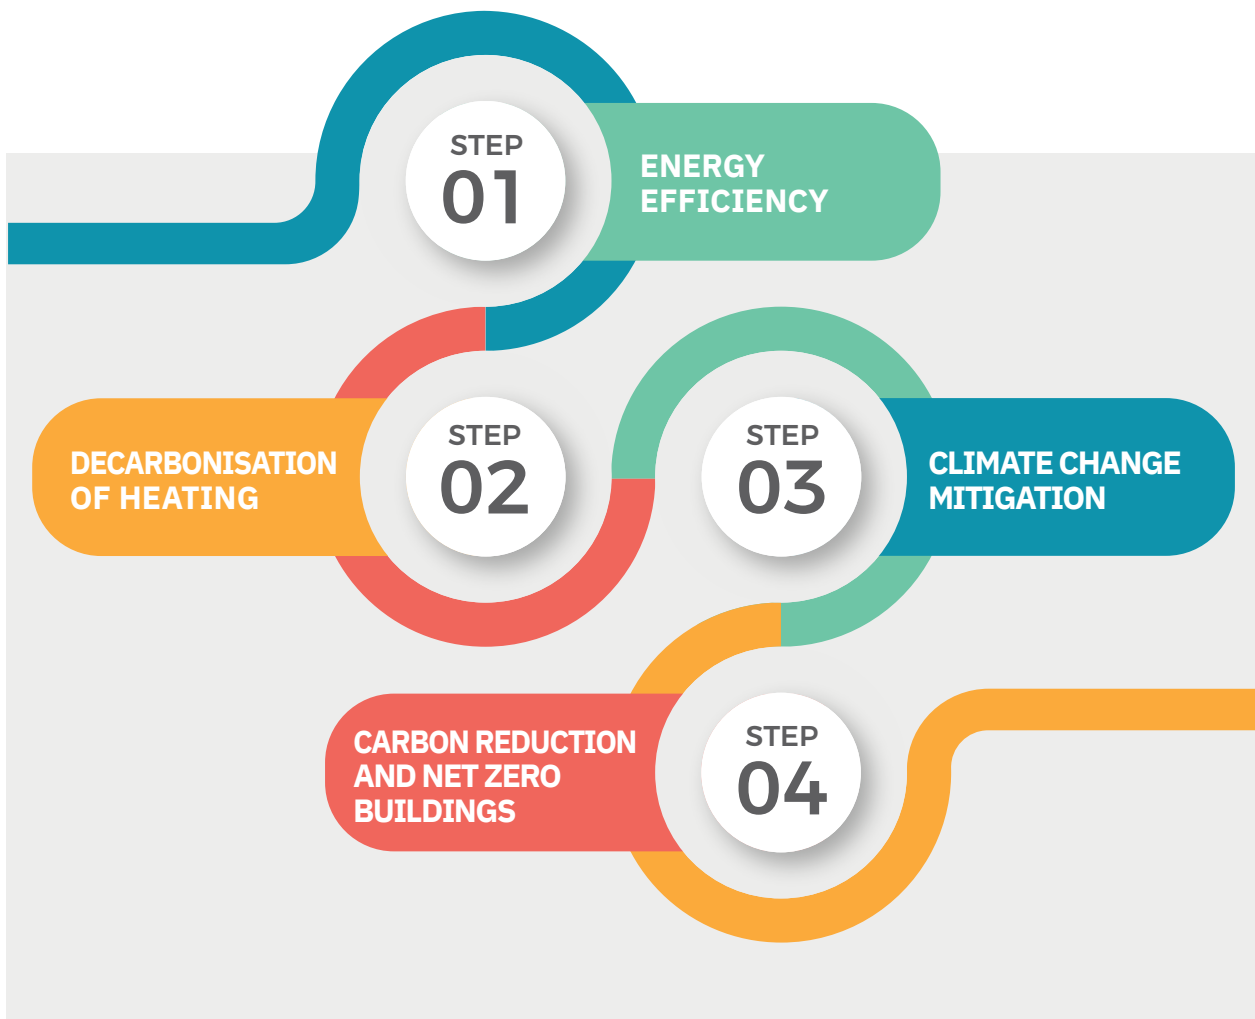 STEP
01
ENERGY
EFFICIENCY
DECARBONISATION
OF HEATING
STEP
02
STEP
03
CLIMATE CHANGE
MITIGATION
CARBON REDUCTION
AND NET ZERO
BUILDINGS
STEP
04